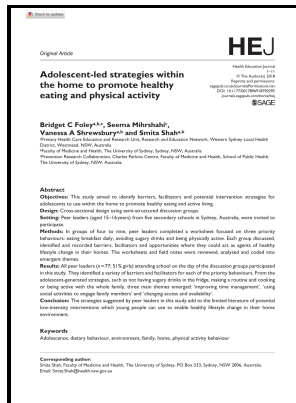 Check for updates
Original Article
HEJ
Health Education Journal
1–11
© The Author(s) 2018
Reprints and permissions:
sagepub.co.uk/journalsPermissions.nav
journals.sagepub.com/home/hej
SAGE
Adolescent-led strategies within
the home to promote healthy
eating and physical activity
Bridget C Foley, Seema Mihrshahi,
Vanessa A Shrewsbury and Smita Shah
Primary Health Care Education and Research Unit, Research and Education Network, Western Sydney Local Health
District, Westmead, NSW, Australia
Faculty of Medicine and Health, The University of Sydney, Sydney, NSW, Australia
Prevention Research Collaboration, Charles Perkins Centre, Faculty of Medicine and Health, School of Public Health,
The University of Sydney, NSW, Australia
Abstract
Objectives: This study aimed to identify barriers, facilitators and potential intervention strategies for
adolescents to use within the home to promote healthy eating and active living.
Design: Cross-sectional design using semi-structured discussion groups.
Setting: Peer leaders (aged 15–16 years) from five secondary schools in Sydney, Australia, were invited to
participate.
Methods: In groups of four to nine, peer leaders completed a worksheet focused on three priority
behaviours: eating breakfast daily, avoiding sugary drinks and being physically active. Each group discussed,
identified and recorded barriers, facilitators and opportunities where they could act as agents of healthy
lifestyle change in their homes. The worksheets and field notes were reviewed, analysed and coded into
emergent themes.
Results: All peer leaders (n=77; 51% girls) attending school on the day of the discussion groups participated
in this study. They identified a variety of barriers and facilitators for each of the priority behaviours. From the
adolescent-generated strategies, such as not having sugary drinks in the fridge, making a routine and cooking
or being active with the whole family, three main themes emerged: 'improving time management', 'using
social activities to engage family members' and 'changing access and availability'.
Conclusion: The strategies suggested by peer leaders in this study add to the limited literature of potential
low-intensity interventions which young people can use to enable healthy lifestyle change in their home
environment.
Keywords
Adolescence, dietary behaviour, environment, family, home, physical activity behaviour
Corresponding author:
Smita Shah, Faculty of Medicine and Health, The University of Sydney, PO Box 533, Sydney, NSW 2006, Australia.
Email: Smita.Shah@health.nsw.gov.au